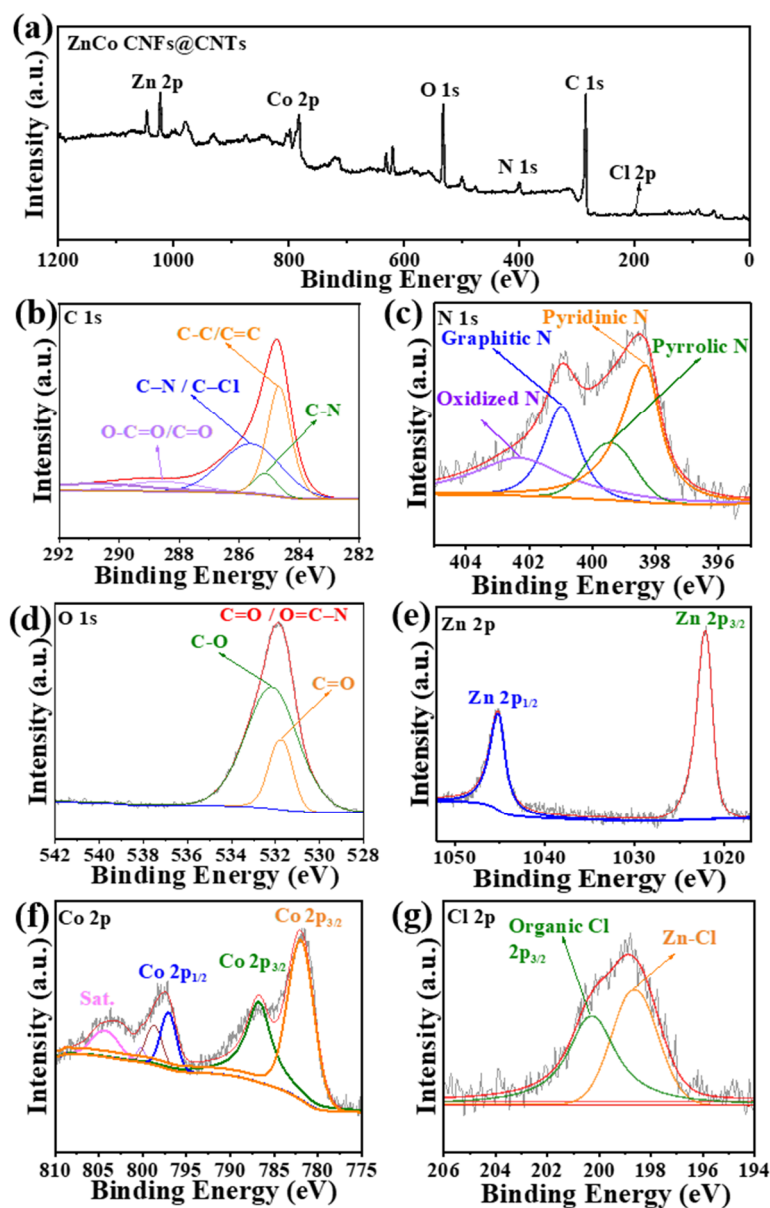 (a)
ZnCo CNFs@CNTs
Zn 2p
Co 2p
O 1s
N 1s
C 1s
Cl 2p
Intensity (a.u.)
1200 1000 800 600 400 200 0
Binding Energy (eV)
(b) C 1s
C-C/C=C
C–N / C–Cl
O-C=O/C=O
C-N
Intensity (a.u.)
292 290 288 286 284 282
Binding Energy (eV)
(c) N 1s
Pyridinic N
Graphitic N
Pyrrolic N
Oxidized N
Intensity (a.u.)
404 402 400 398 396
Binding Energy (eV)
(d) O 1s
C=O / O=C–N
C-O
C=O
Intensity (a.u.)
542 540 538 536 534 532 530 528
Binding Energy (eV)
(e) Zn 2p
Zn 2p3/2
Zn 2p1/2
Intensity (a.u.)
1050 1040 1030 1020
Binding Energy (eV)
(f) Co 2p
Co 2p3/2
Co 2p1/2 Co 2p3/2
Sat.
Intensity (a.u.)
810 805 800 795 790 787 780 775
Binding Energy (eV)
(g) Cl 2p
Organic Cl
2p3/2
Zn-Cl
Intensity (a.u.)
206 204 202 200 198 196 194
Binding Energy (eV)